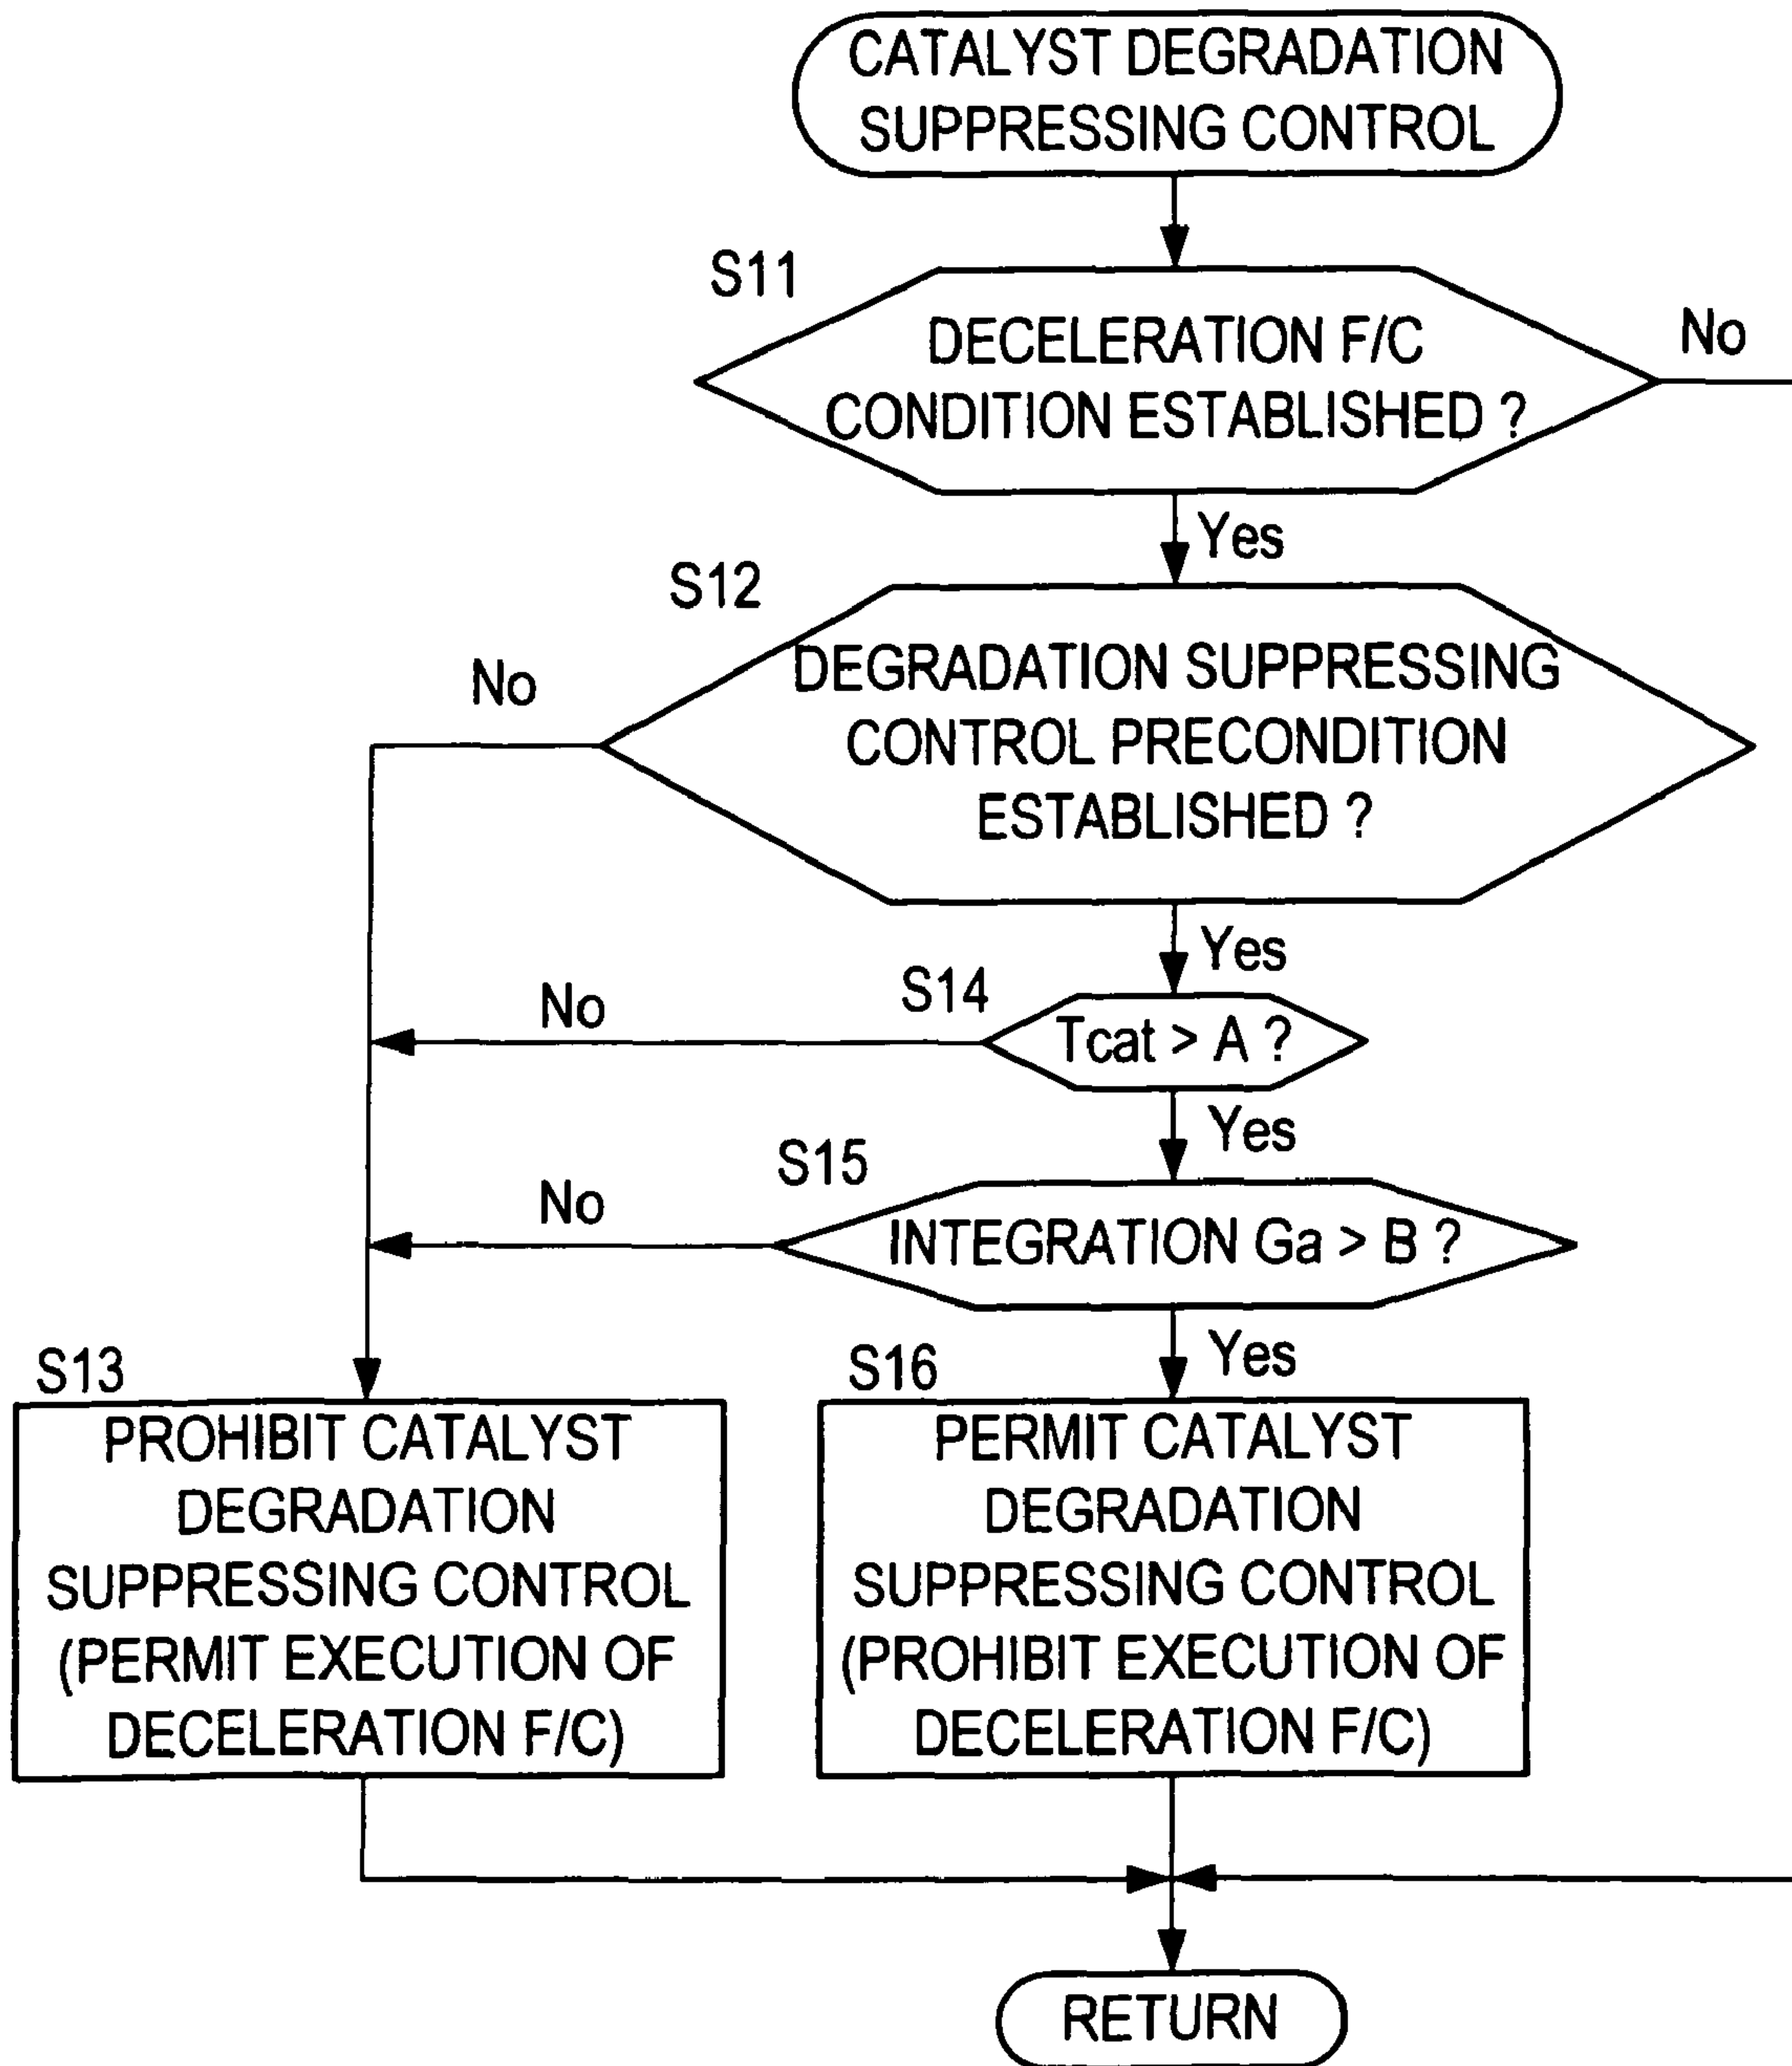 CATALYST DEGRADATION
SUPPRESSING CONTROL
S11
DECELERATION F/C
CONDITION ESTABLISHED ?
No
Yes
S12
DEGRADATION SUPPRESSING
CONTROL PRECONDITION
ESTABLISHED ?
No
Yes
S14
Tcat > A ?
No
Yes
S15
INTEGRATION Ga > B ?
No
Yes
S13
PROHIBIT CATALYST
DEGRADATION
SUPPRESSING CONTROL
(PERMIT EXECUTION OF
DECELERATION F/C)
S16
PERMIT CATALYST
DEGRADATION
SUPPRESSING CONTROL
(PROHIBIT EXECUTION OF
DECELERATION F/C)
RETURN